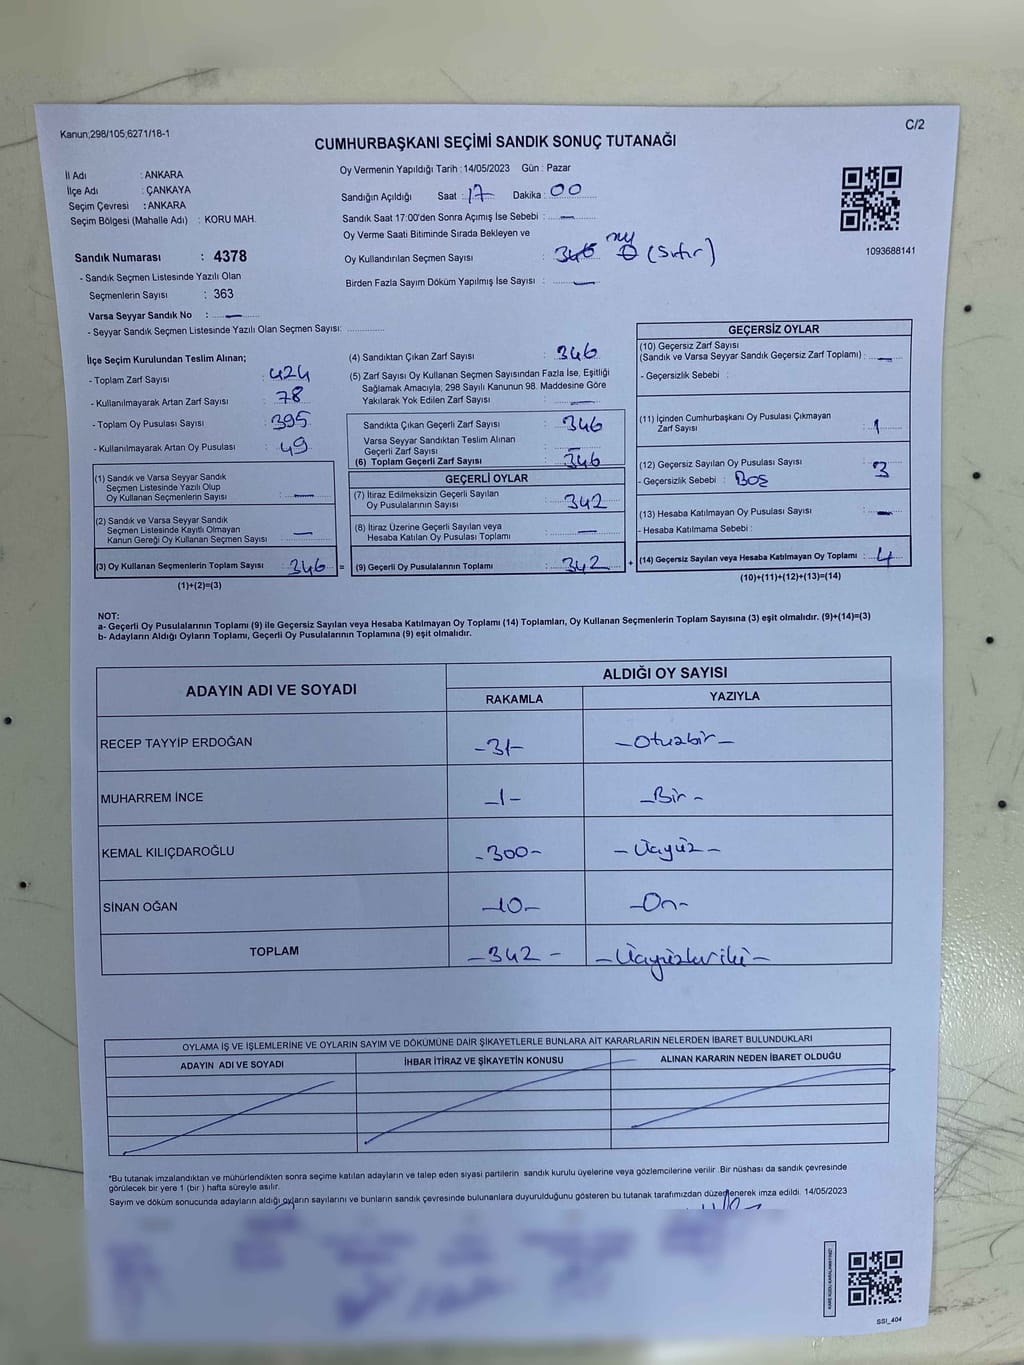 Kanun;298/105;6271/18-1
C/2
CUMHURBAŞKANI SEÇİMİ SANDIK SONUÇ TUTANAĞI
İl Adı : ANKARA
İlçe Adı : ÇANKAYA
Seçim Çevresi : ANKARA
Seçim Bölgesi (Mahalle Adı) : KORU MAH.
Oy Vermenin Yapıldığı Tarih : 14/05/2023 Gün : Pazar
Sandığın Açıldığı Saat : 17 Dakika : 00
Sandık Saat 17:00'den Sonra Açımış İse Sebebi : —
Oy Verme Saati Bitiminde Sırada Bekleyen ve
Oy Kullandırılan Seçmen Sayısı : 346 0 (sıfır)
Birden Fazla Sayım Döküm Yapılmış İse Sayısı : —
1093688141
Sandık Numarası : 4378
- Sandık Seçmen Listesinde Yazılı Olan
Seçmenlerin Sayısı : 363
Varsa Seyyar Sandık No : —
- Seyyar Sandık Seçmen Listesinde Yazılı Olan Seçmen Sayısı:
İlçe Seçim Kurulundan Teslim Alınan;
- Toplam Zarf Sayısı : 424
- Kullanılmayarak Artan Zarf Sayısı : 78
- Toplam Oy Pusulası Sayısı : 395
- Kullanılmayarak Artan Oy Pusulası : 49
(1) Sandık ve Varsa Seyyar Sandık
Seçmen Listesinde Yazılı Olup
Oy Kullanan Seçmenlerin Sayısı : —
(2) Sandık ve Varsa Seyyar Sandık
Seçmen Listesinde Kayıtlı Olmayan
Kanun Gereği Oy Kullanan Seçmen Sayısı : —
(3) Oy Kullanan Seçmenlerin Toplam Sayısı : 346 =
(1)+(2)=(3)
(4) Sandıktan Çıkan Zarf Sayısı : 346
(5) Zarf Sayısı Oy Kullanan Seçmen Sayısından Fazla İse, Eşitliği
Sağlamak Amacıyla, 298 Sayılı Kanunun 98. Maddesine Göre
Yakılarak Yok Edilen Zarf Sayısı : —
Sandıkta Çıkan Geçerli Zarf Sayısı : 346
Varsa Seyyar Sandıktan Teslim Alınan
Geçerli Zarf Sayısı : —
(6) Toplam Geçerli Zarf Sayısı : 346
GEÇERLİ OYLAR
(7) İtiraz Edilmeksizin Geçerli Sayılan
Oy Pusulalarının Sayısı : 342
(8) İtiraz Üzerine Geçerli Sayılan veya
Hesaba Katılan Oy Pusulası Toplamı : —
(9) Geçerli Oy Pusulalarının Toplamı : 342 +
GEÇERSİZ OYLAR
(10) Geçersiz Zarf Sayısı
(Sandık ve Varsa Seyyar Sandık Geçersiz Zarf Toplamı) : —
- Geçersizlik Sebebi :
(11) İçinden Cumhurbaşkanı Oy Pusulası Çıkmayan
Zarf Sayısı : 1
(12) Geçersiz Sayılan Oy Pusulası Sayısı : 3
- Geçersizlik Sebebi : Boş
(13) Hesaba Katılmayan Oy Pusulası Sayısı : —
- Hesaba Katılmama Sebebi :
(14) Geçersiz Sayılan veya Hesaba Katılmayan Oy Toplamı : 4
(10)+(11)+(12)+(13)=(14)
NOT:
a- Geçerli Oy Pusulalarının Toplamı (9) ile Geçersiz Sayılan veya Hesaba Katılmayan Oy Toplamı (14) Toplamları, Oy Kullanan Seçmenlerin Toplam Sayısına (3) eşit olmalıdır. (9)+(14)=(3)
b- Adayların Aldığı Oyların Toplamı, Geçerli Oy Pusulalarının Toplamına (9) eşit olmalıdır.
ADAYIN ADI VE SOYADI ALDIĞI OY SAYISI
RAKAMLA YAZIYLA
RECEP TAYYİP ERDOĞAN -31- -Otuzbir-
MUHARREM İNCE -1- -Bir-
KEMAL KILIÇDAROĞLU -300- -Üçyüz-
SİNAN OĞAN -10- -On-
TOPLAM -342- -Üçyüzkırkiki-
OYLAMA İŞ VE İŞLEMLERİNE VE OYLARIN SAYIM VE DÖKÜMÜNE DAİR ŞİKAYETLERLE BUNLARA AİT KARARLARIN NELERDEN İBARET BULUNDUKLARI
ADAYIN ADI VE SOYADI İHBAR İTİRAZ VE ŞİKAYETİN KONUSU ALINAN KARARIN NEDEN İBARET OLDUĞU
*Bu tutanak imzalandıktan ve mühürlendikten sonra seçime katılan adayların ve talep eden siyasi partilerin sandık kurulu üyelerine veya gözlemcilerine verilir .Bir nüshası da sandık çevresinde
görülecek bir yere 1 (bir ) hafta süreyle asılır.
Sayım ve döküm sonucunda adayların aldığı oyların sayılarını ve bunların sandık çevresinde bulunanlara duyurulduğunu gösteren bu tutanak tarafımızdan düzenlenerek imza edildi. 14/05/2023
KARE KODU KARALAMAYINIZ!
SSI_404